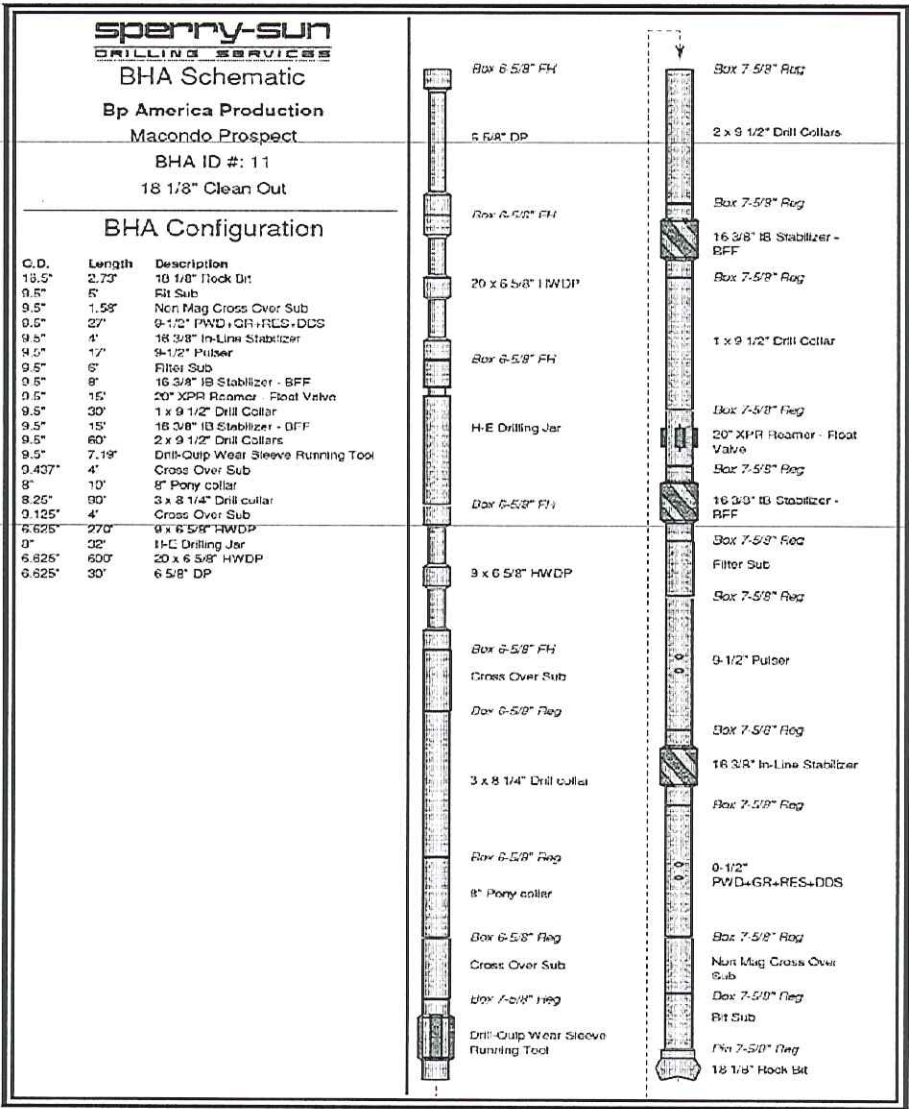 sperry-sun
DRILLING SERVICES
BHA Schematic
Bp America Production
Macondo Prospect
BHA ID #: 11
18 1/8" Clean Out
BHA Configuration
O.D. Length Description
18.5" 2.73' 18 1/8" Rock Bit
9.5" 5' Bit Sub
9.5" 1.58' Non Mag Cross Over Sub
9.5" 27' 9-1/2" PWD+GR+RES+DDS
9.5" 4' 16 3/8" In-Line Stabilizer
9.5" 17' 9-1/2" Pulser
9.5" 6' Filter Sub
9.5" 8' 16 3/8" IB Stabilizer - BFF
9.5" 15' 20" XPR Reamer - Float Valve
9.5" 30' 1 x 9 1/2" Drill Collar
9.5" 15' 16 3/8" IB Stabilizer - BFF
9.5" 60' 2 x 9 1/2" Drill Collars
9.5" 7.19' Drill-Quip Wear Sleeve Running Tool
9.437" 4' Cross Over Sub
8" 10' 8" Pony collar
8.25" 90' 3 x 8 1/4" Drill collar
9.125" 4' Cross Over Sub
6.625" 270' 9 x 6 5/8" HWDP
8" 32' H-E Drilling Jar
6.625" 600' 20 x 6 5/8" HWDP
6.625" 30' 6 5/8" DP
Box 6-5/8" FH
6 5/8" DP
Box 6-5/8" FH
20 x 6 5/8" HWDP
Box 6-5/8" FH
H-E Drilling Jar
Box 6-5/8" FH
9 x 6 5/8" HWDP
Box 6-5/8" FH
Cross Over Sub
Box 6-5/8" Reg
3 x 8 1/4" Drill collar
Box 6-5/8" Reg
8" Pony collar
Box 6-5/8" Reg
Cross Over Sub
Box 7-5/8" Reg
Drill-Quip Wear Sleeve
Running Tool
Box 7-5/8" Reg
2 x 9 1/2" Drill Collars
Box 7-5/8" Reg
16 3/8" IB Stabilizer -
BFF
Box 7-5/8" Reg
1 x 9 1/2" Drill Collar
Box 7-5/8" Reg
20" XPR Reamer - Float
Valve
Box 7-5/8" Reg
16 3/8" IB Stabilizer -
BFF
Box 7-5/8" Reg
Filter Sub
Box 7-5/8" Reg
9-1/2" Pulser
Box 7-5/8" Reg
16 3/8" In-Line Stabilizer
Box 7-5/8" Reg
9-1/2"
PWD+GR+RES+DDS
Box 7-5/8" Reg
Non Mag Cross Over
Sub
Box 7-5/8" Reg
Bit Sub
Pin 7-5/8" Reg
18 1/8" Rock Bit